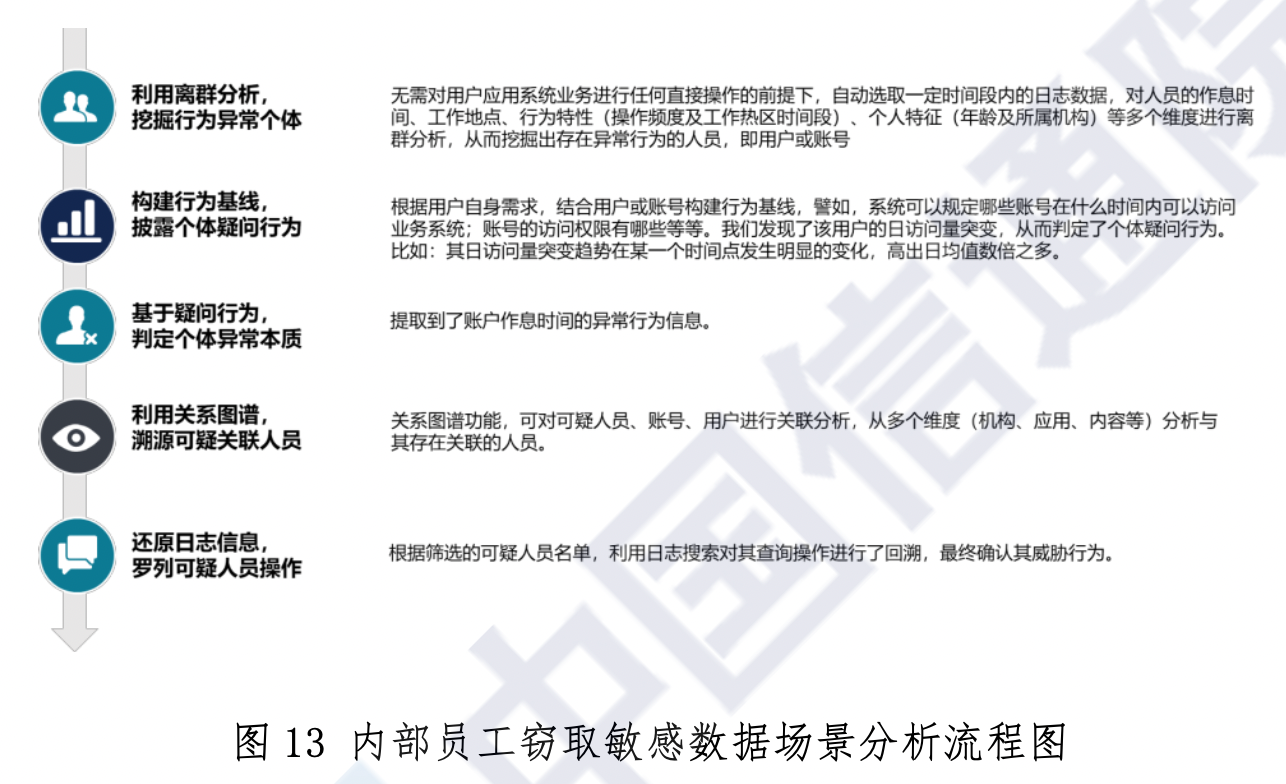 利用离群分析，
挖掘行为异常个体
无需对用户应用系统业务进行任何直接操作的前提下，自动选取一定时间段内的日志数据，对人员的作息时
间、工作地点、行为特性（操作频度及工作热区时间段）、个人特征（年龄及所属机构）等多个维度进行离
群分析，从而挖掘出存在异常行为的人员，即用户或账号
构建行为基线，
披露个体疑问行为
根据用户自身需求，结合用户或账号构建行为基线，譬如，系统可以规定哪些账号在什么时间内可以访问
业务系统；账号的访问权限有哪些等等。我们发现了该用户的日访问量突变，从而判定了个体疑问行为。
比如：其日访问量突变趋势在某一个时间点发生明显的变化，高出日均值数倍之多。
基于疑问行为，
判定个体异常本质
提取到了账户作息时间的异常行为信息。
利用关系图谱，
溯源可疑关联人员
关系图谱功能，可对可疑人员、账号、用户进行关联分析，从多个维度（机构、应用、内容等）分析与
其存在关联的人员。
还原日志信息，
罗列可疑人员操作
根据筛选的可疑人员名单，利用日志搜索对其查询操作进行了回溯，最终确认其威胁行为。
图 13 内部员工窃取敏感数据场景分析流程图
中国信通院